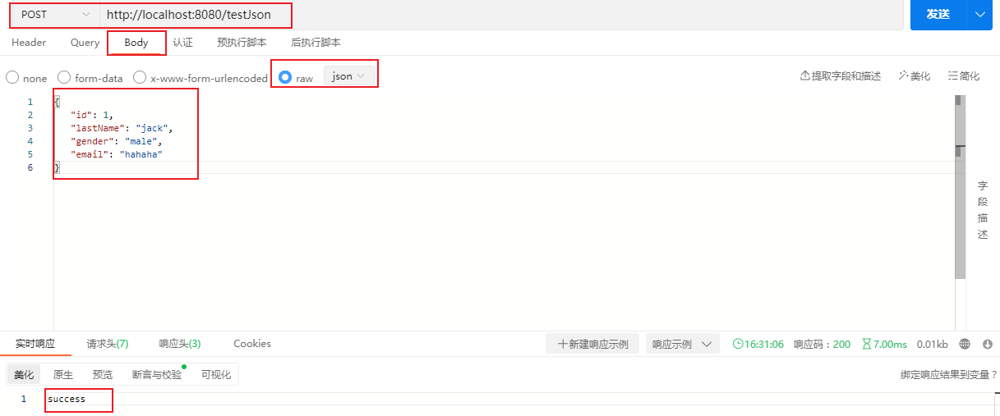 POST http://localhost:8080/testJson 发送
Header Query Body 认证 预执行脚本 后执行脚本
none form-data x-www-form-urlencoded raw json 提取字段和描述 美化 简化
1 {
2 "id": 1,
3 "lastName": "jack",
4 "gender": "male",
5 "email": "hahaha"
6 }
字
段
描
述
实时响应 请求头(7) 响应头(3) Cookies 新建响应示例 响应示例 16:31:06 响应码：200 7.00ms 0.01kb
美化 原生 预览 断言与校验 可视化 绑定响应结果到变量？
1 success